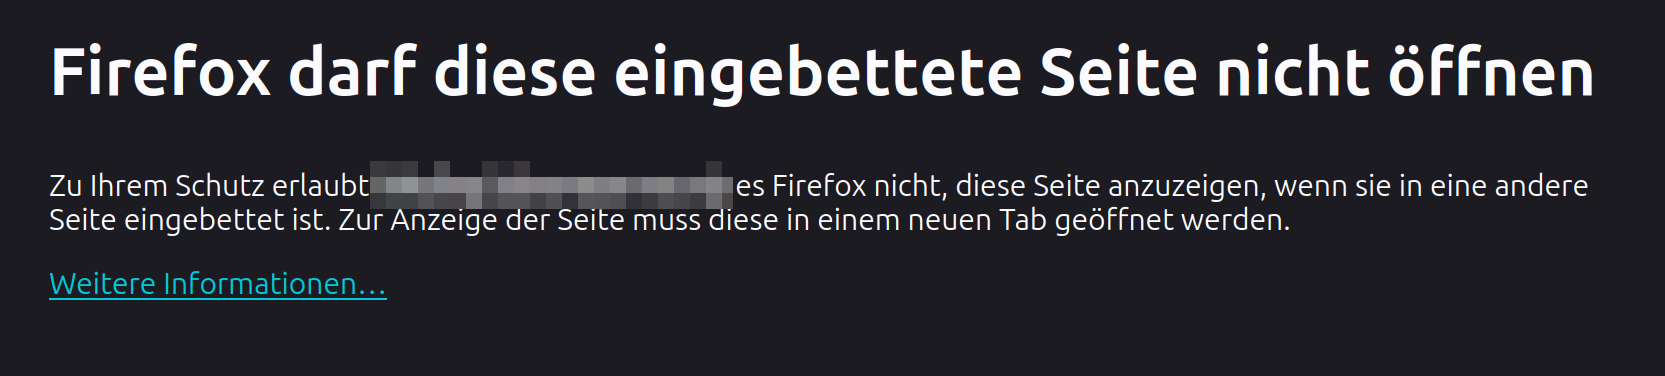 Firefox darf diese eingebettete Seite nicht öffnen
Zu Ihrem Schutz erlaubt es Firefox nicht, diese Seite anzuzeigen, wenn sie in eine andere
Seite eingebettet ist. Zur Anzeige der Seite muss diese in einem neuen Tab geöffnet werden.
Weitere Informationen…